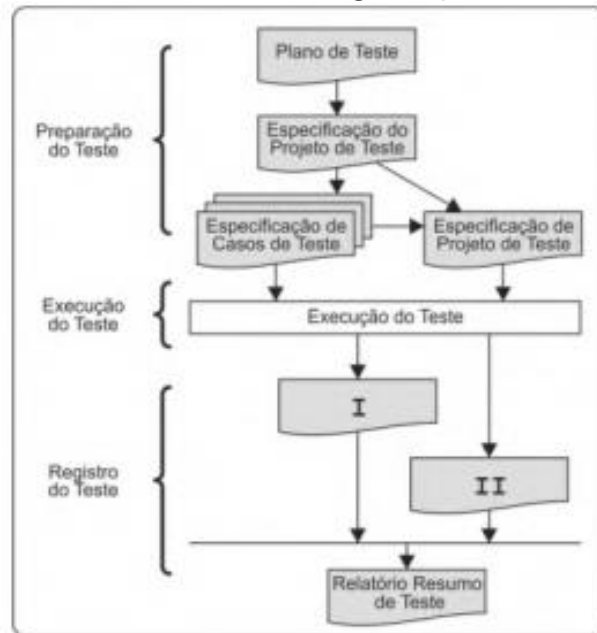 Plano de Teste
Preparação
do Teste
Especificação do
Projeto de Teste
Especificação de
Casos de Teste
Especificação de
Projeto de Teste
Execução
do Teste
Execução do Teste
I
Registro
do Teste
II
Relatório Resumo
de Teste